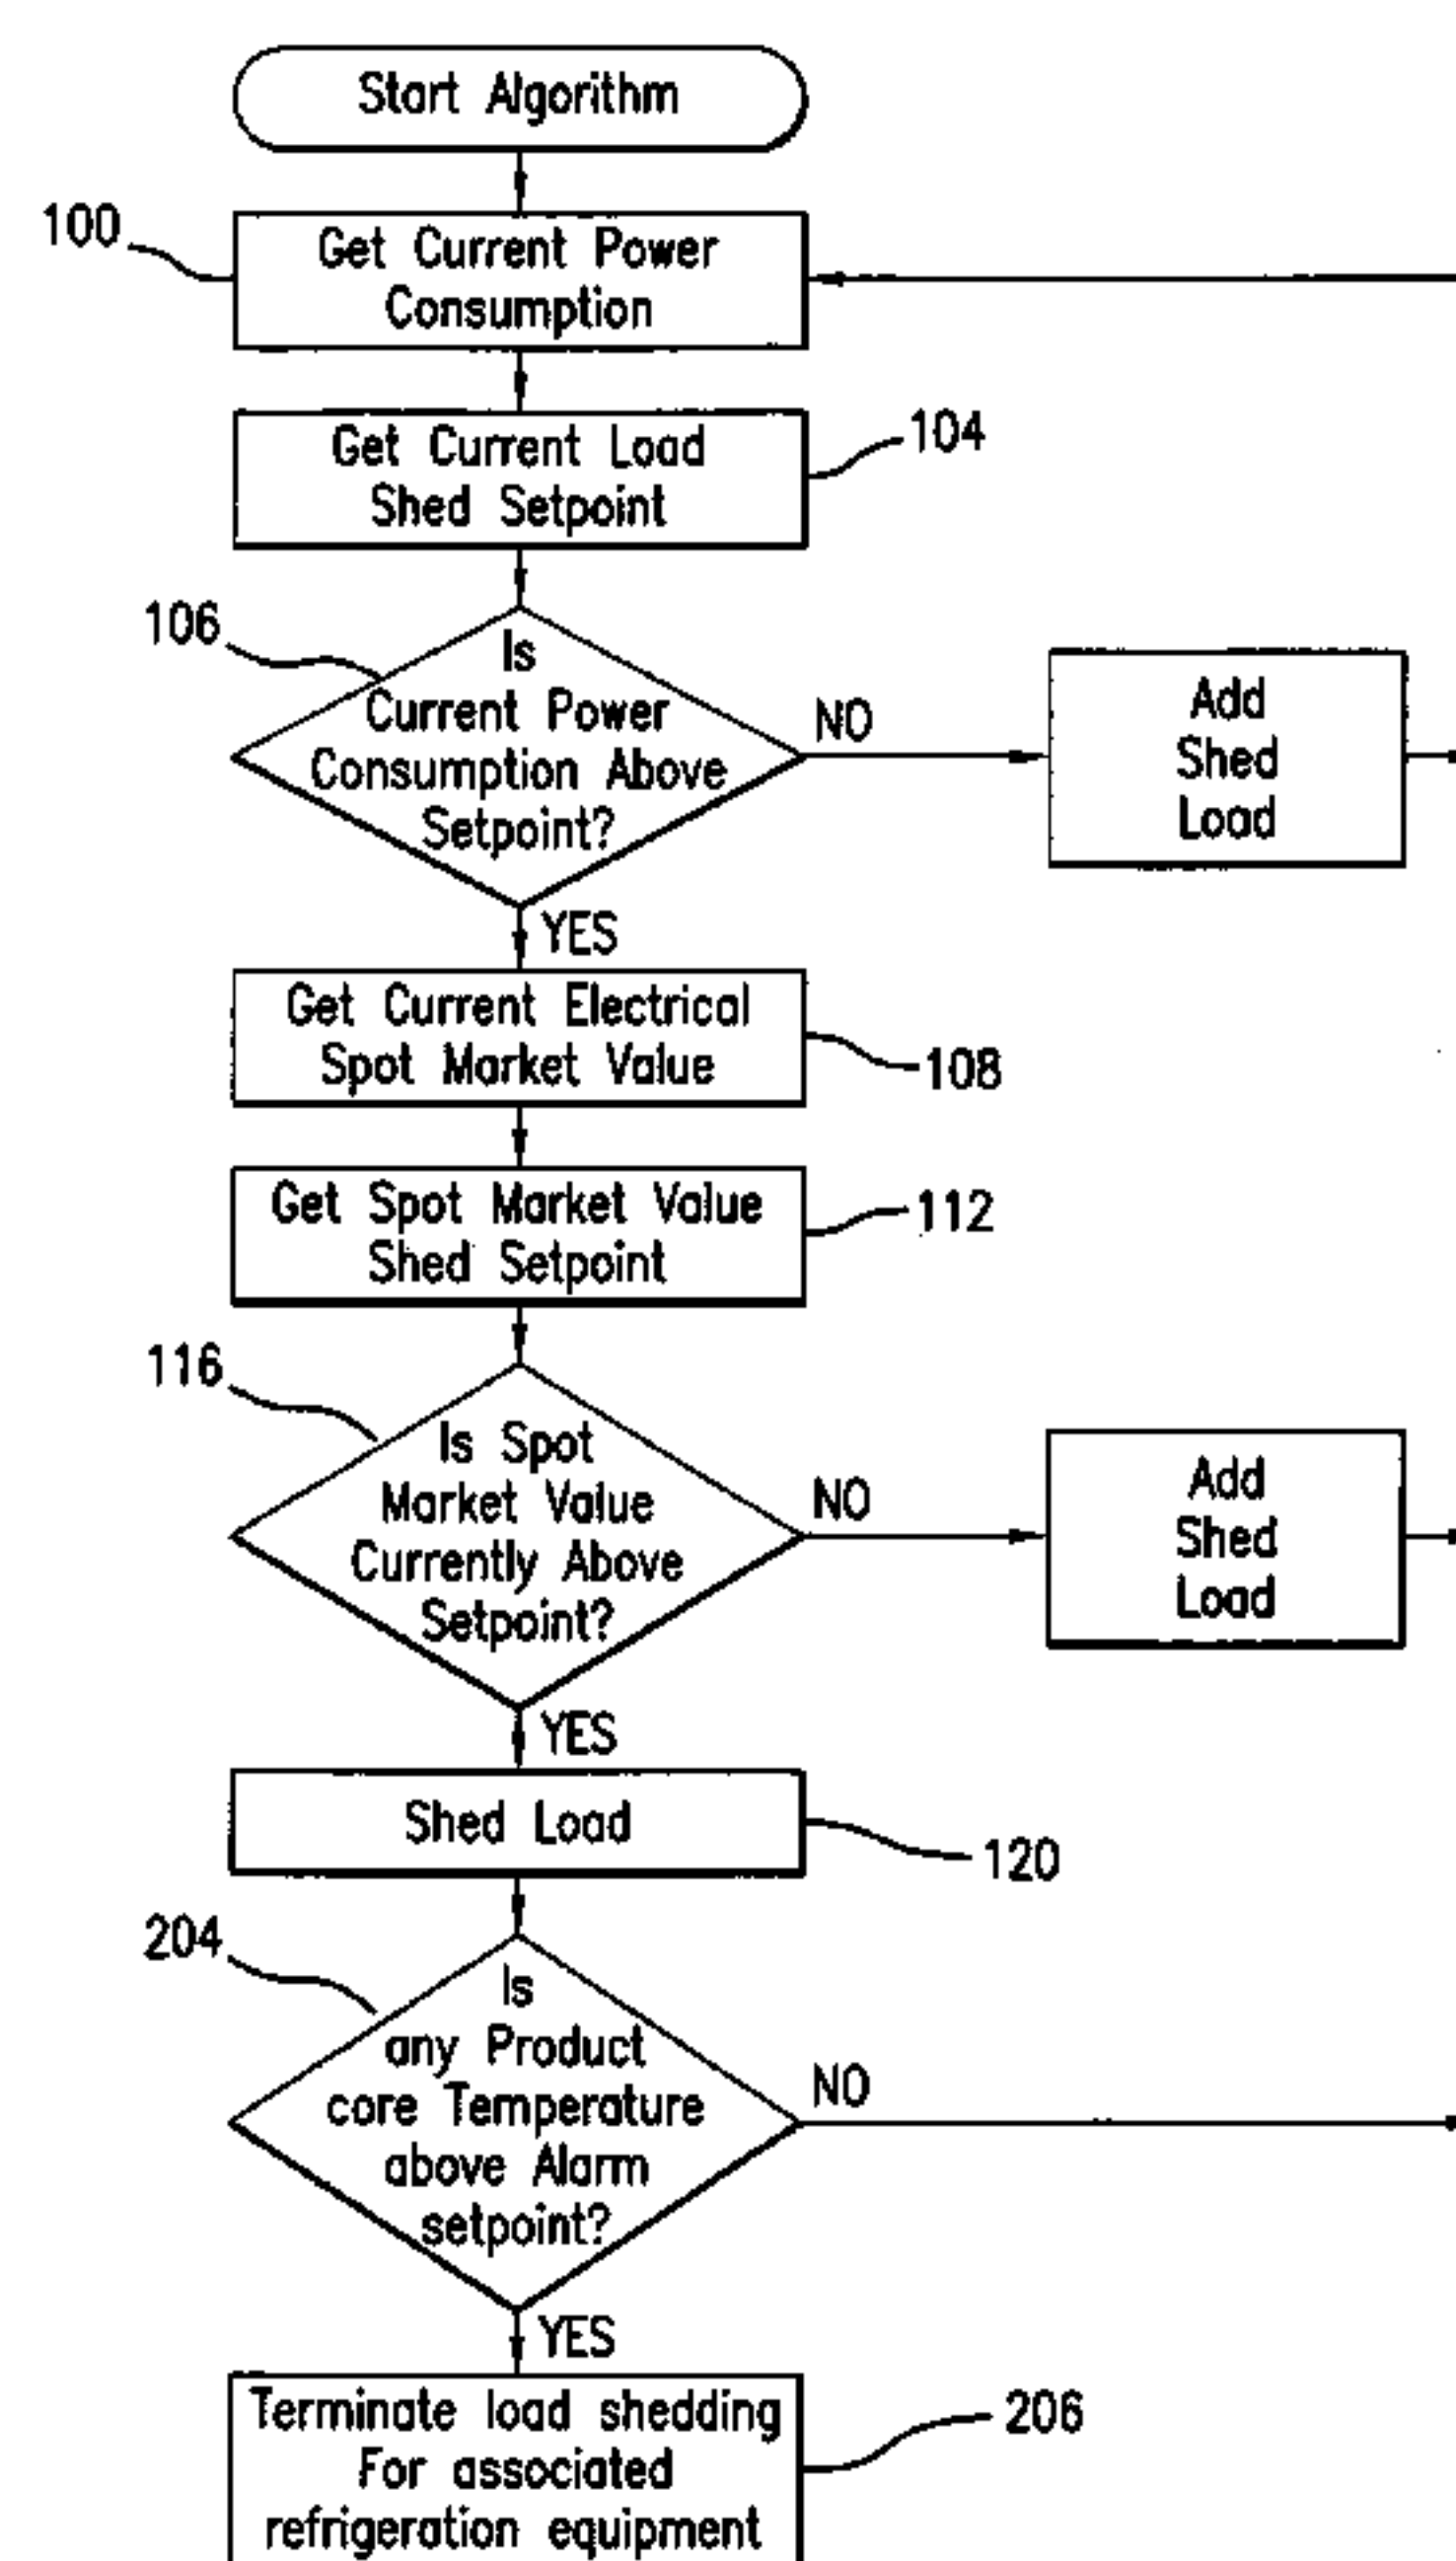 Start Algorithm
100
Get Current Power
Consumption
Get Current Load
Shed Setpoint
104
106
Is
Current Power
Consumption Above
Setpoint?
NO
Add
Shed
Load
YES
Get Current Electrical
Spot Market Value
108
Get Spot Market Value
Shed Setpoint
112
116
Is Spot
Market Value
Currently Above
Setpoint?
NO
Add
Shed
Load
YES
Shed Load
120
204
Is
any Product
core Temperature
above Alarm
setpoint?
NO
YES
Terminate load shedding
For associated
refrigeration equipment
206